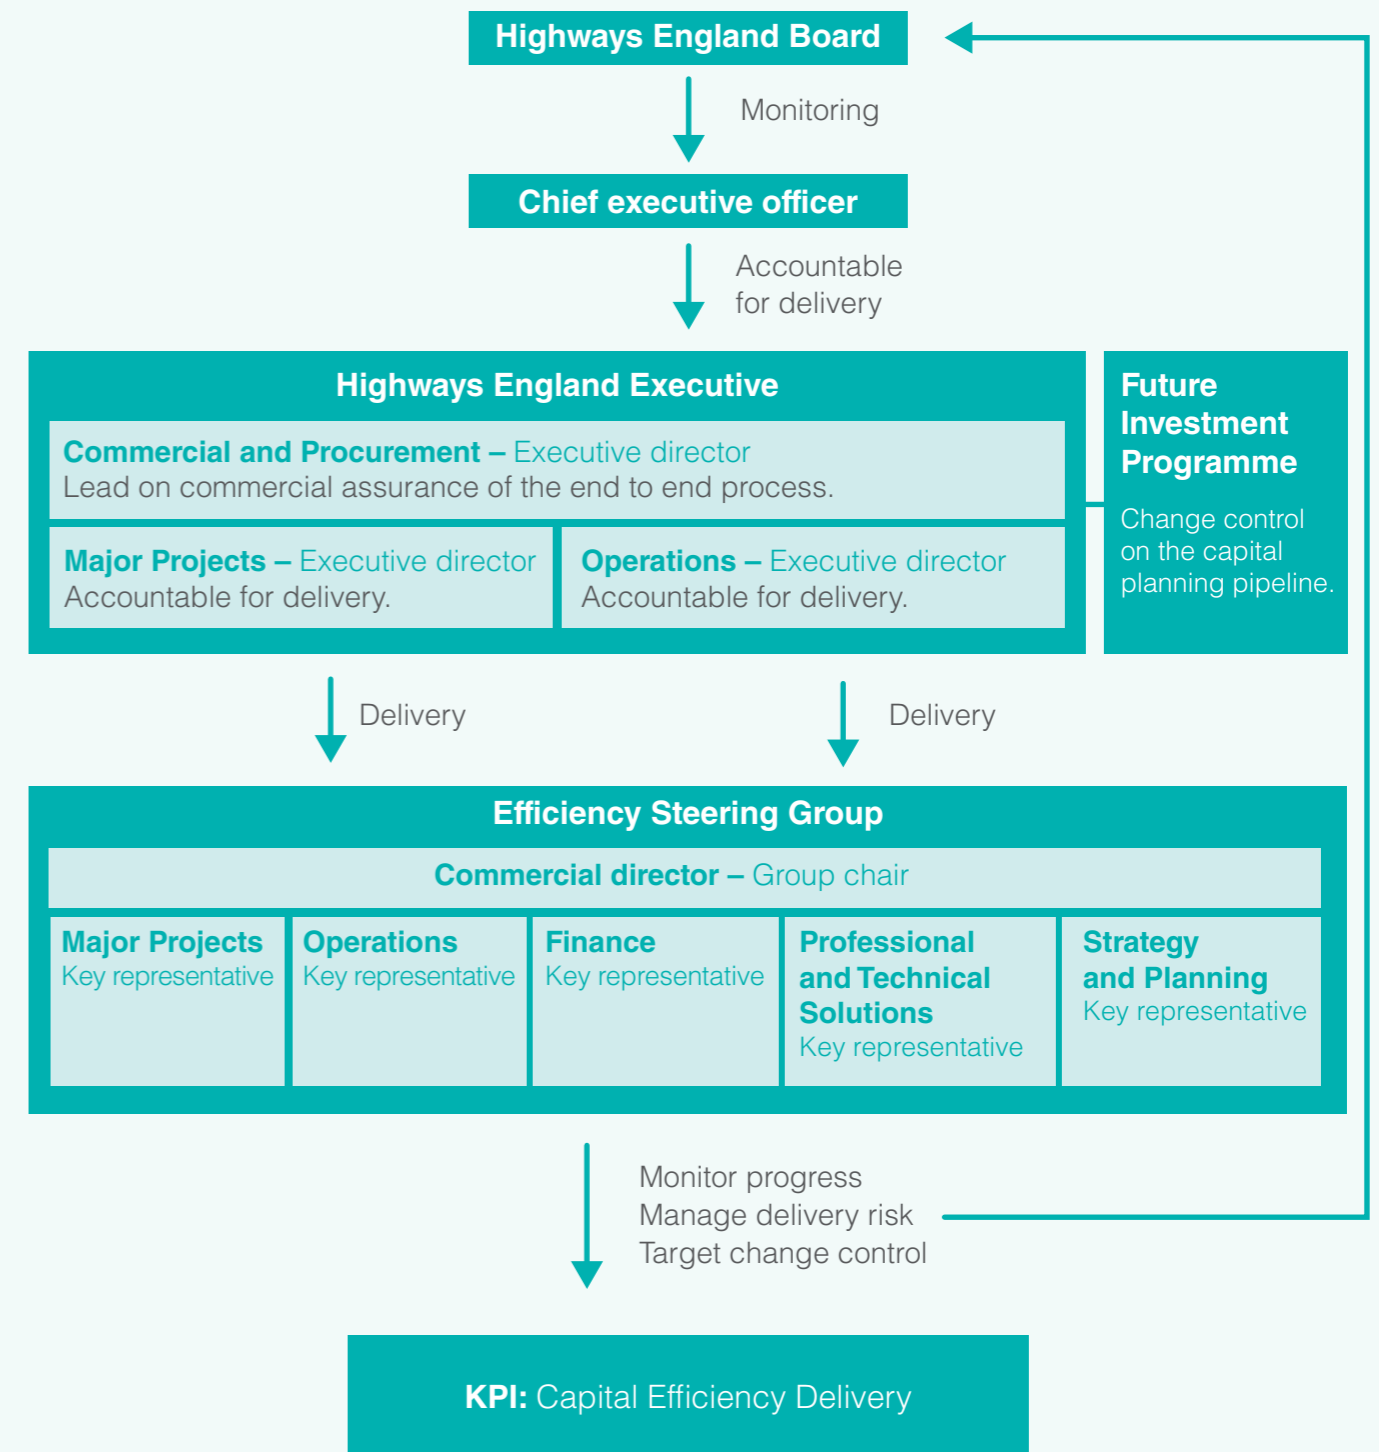 Highways England Board
Monitoring
Chief executive officer
Accountable
for delivery
Highways England Executive
Commercial and Procurement – Executive director
Lead on commercial assurance of the end to end process.
Major Projects – Executive director
Accountable for delivery.
Operations – Executive director
Accountable for delivery.
Future
Investment
Programme
Change control
on the capital
planning pipeline.
Delivery
Delivery
Efficiency Steering Group
Commercial director – Group chair
Major Projects
Key representative
Operations
Key representative
Finance
Key representative
Professional
and Technical
Solutions
Key representative
Strategy
and Planning
Key representative
Monitor progress
Manage delivery risk
Target change control
KPI: Capital Efficiency Delivery